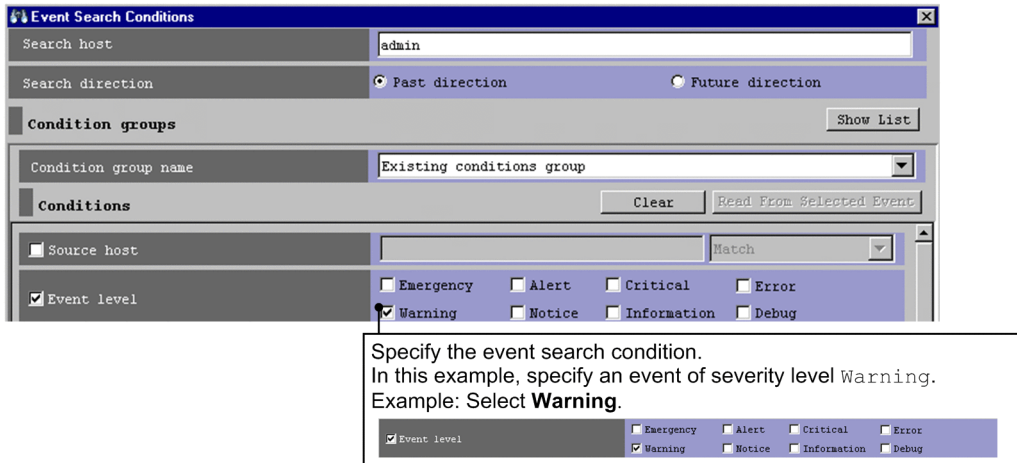 Event Search Conditions
Search host admin
Search direction Past direction Future direction
Condition groups Show List
Condition group name Existing conditions group
Conditions Clear Read From Selected Event
Source host Match
Event level Emergency Alert Critical Error
Warning Notice Information Debug
Specify the event search condition.
In this example, specify an event of severity level Warning.
Example: Select Warning.
Event level Emergency Alert Critical Error
Warning Notice Information Debug